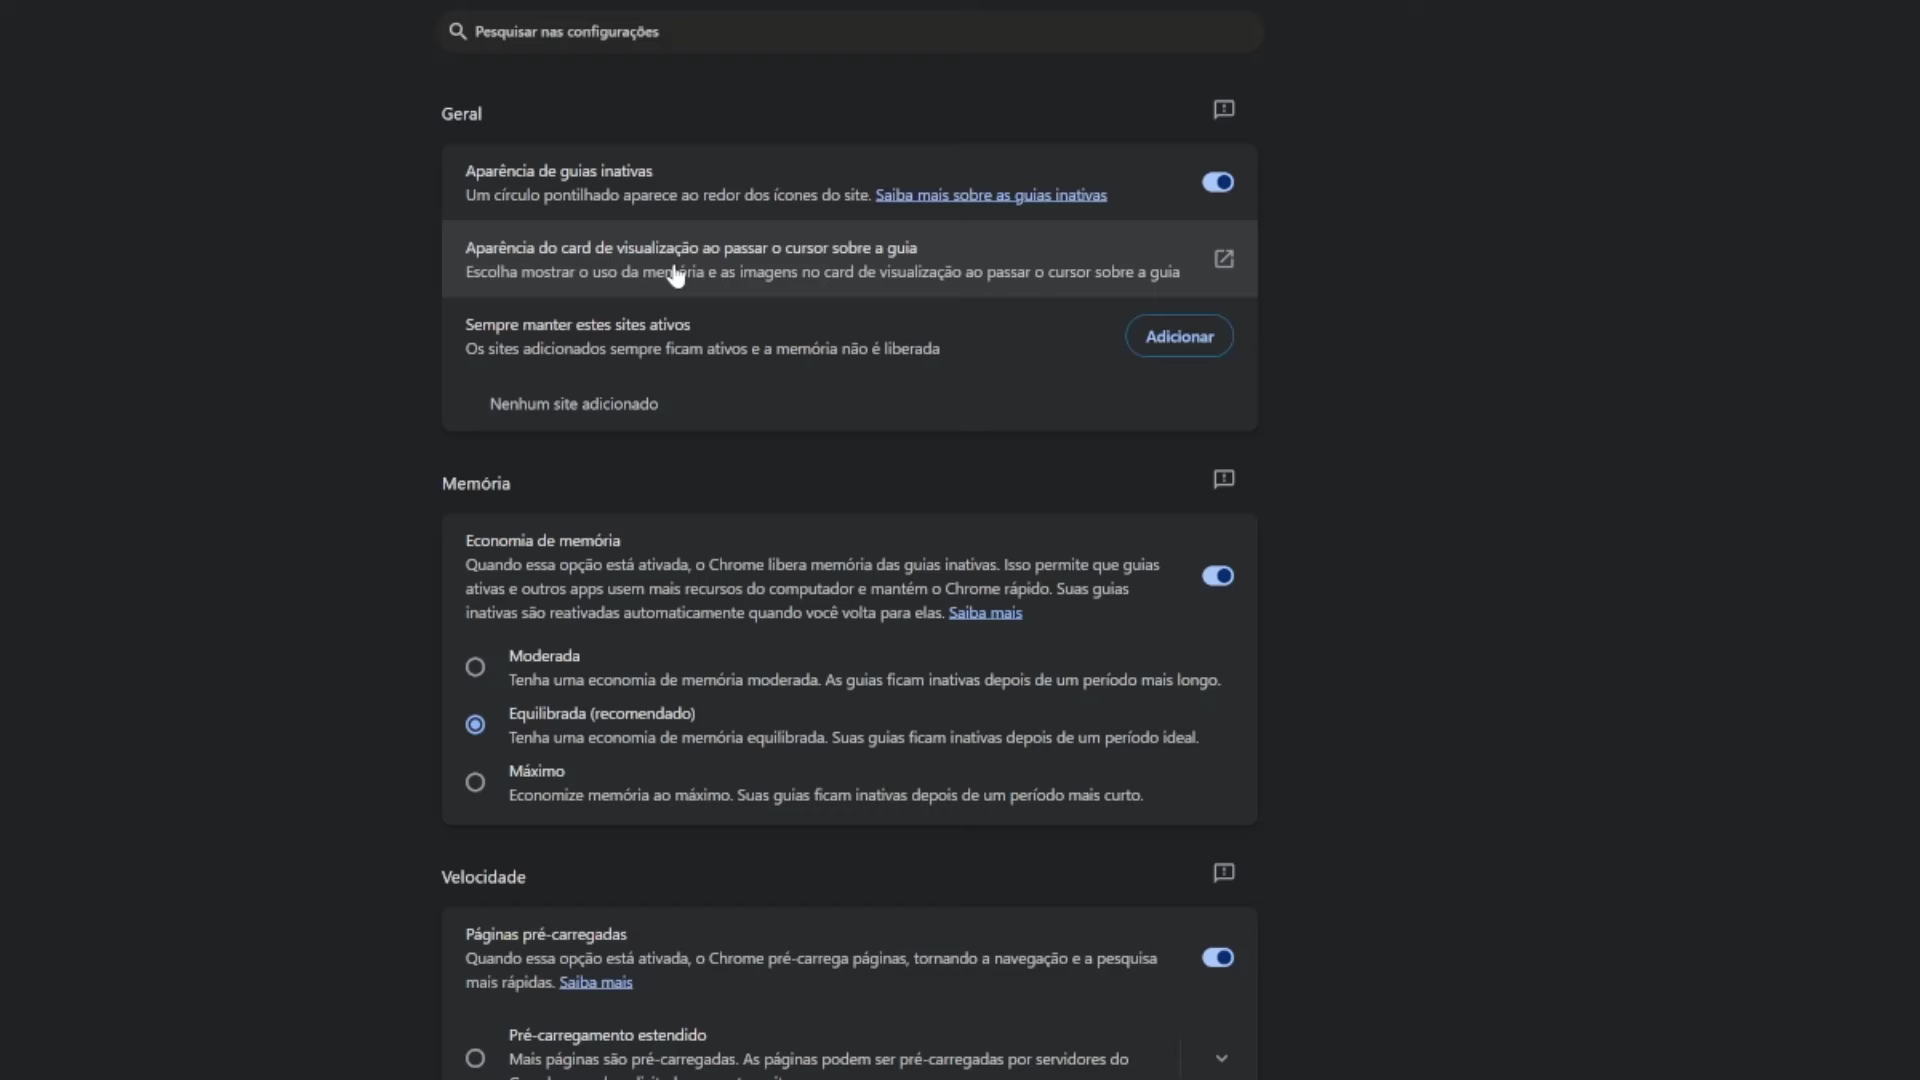 Pesquisar nas configurações
Geral
Aparência de guias inativas
Um círculo pontilhado aparece ao redor dos ícones do site. Saiba mais sobre as guias inativas
Aparência do card de visualização ao passar o cursor sobre a guia
Escolha mostrar o uso da memória e as imagens no card de visualização ao passar o cursor sobre a guia
Sempre manter estes sites ativos
Os sites adicionados sempre ficam ativos e a memória não é liberada
Adicionar
Nenhum site adicionado
Memória
Economia de memória
Quando essa opção está ativada, o Chrome libera memória das guias inativas. Isso permite que guias
ativas e outros apps usem mais recursos do computador e mantém o Chrome rápido. Suas guias
inativas são reativadas automaticamente quando você volta para elas. Saiba mais
Moderada
Tenha uma economia de memória moderada. As guias ficam inativas depois de um período mais longo.
Equilibrada (recomendado)
Tenha uma economia de memória equilibrada. Suas guias ficam inativas depois de um período ideal.
Máximo
Economize memória ao máximo. Suas guias ficam inativas depois de um período mais curto.
Velocidade
Páginas pré-carregadas
Quando essa opção está ativada, o Chrome pré-carrega páginas, tornando a navegação e a pesquisa
mais rápidas. Saiba mais
Pré-carregamento estendido
Mais páginas são pré-carregadas. As páginas podem ser pré-carregadas por servidores do